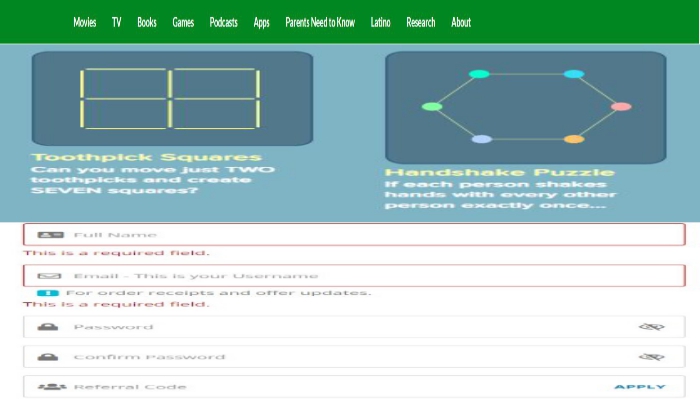 Movies TV Books Games Podcasts Apps Parents Need to Know Latino Research About
Toothpick Squares
Can you move just TWO
toothpicks and create
SEVEN squares?
Handshake Puzzle
If each person shakes
hands with every other
person exactly once...
Full Name
This is a required field.
Email - This is your Username
i For order receipts and offer updates.
This is a required field.
Password
Confirm Password
Referral Code APPLY